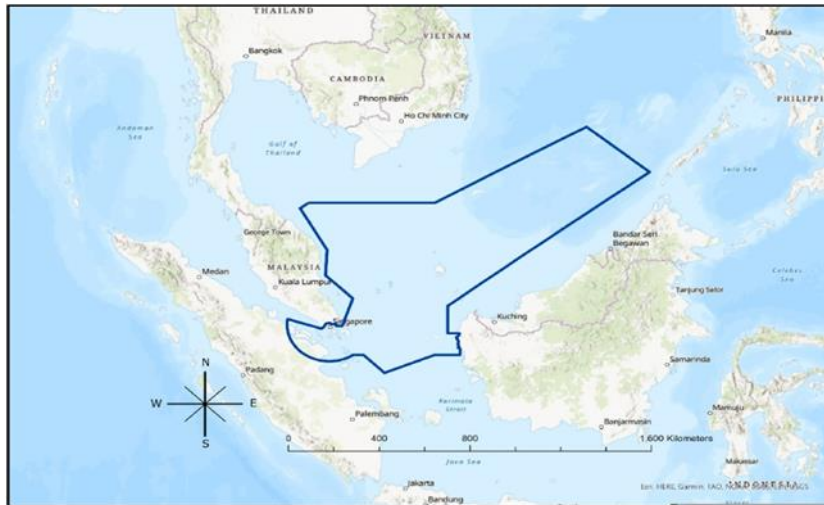 THAILAND
VIETNAM
Manila
Bangkok
CAMBODIA
PHILIPP
Phnom Penh
Ho Chi Minh City
Andaman
Sea
Gulf of
Thailand
Sulu Sea
George Town
Bandar Seri
Begawan
Medan
MALAYSIA
Kuala Lumpur
Celebes
Sea
Tanjung Selor
Singapore
Kuching
N
Padang
Samarinda
W
E
Karimata
Strait
Palembang
Mamuju
S
Banjarmasin
0
400
800
1,600 Kilometers
Java Sea
Makassar
Jakarta
INDONESIA
Bandung